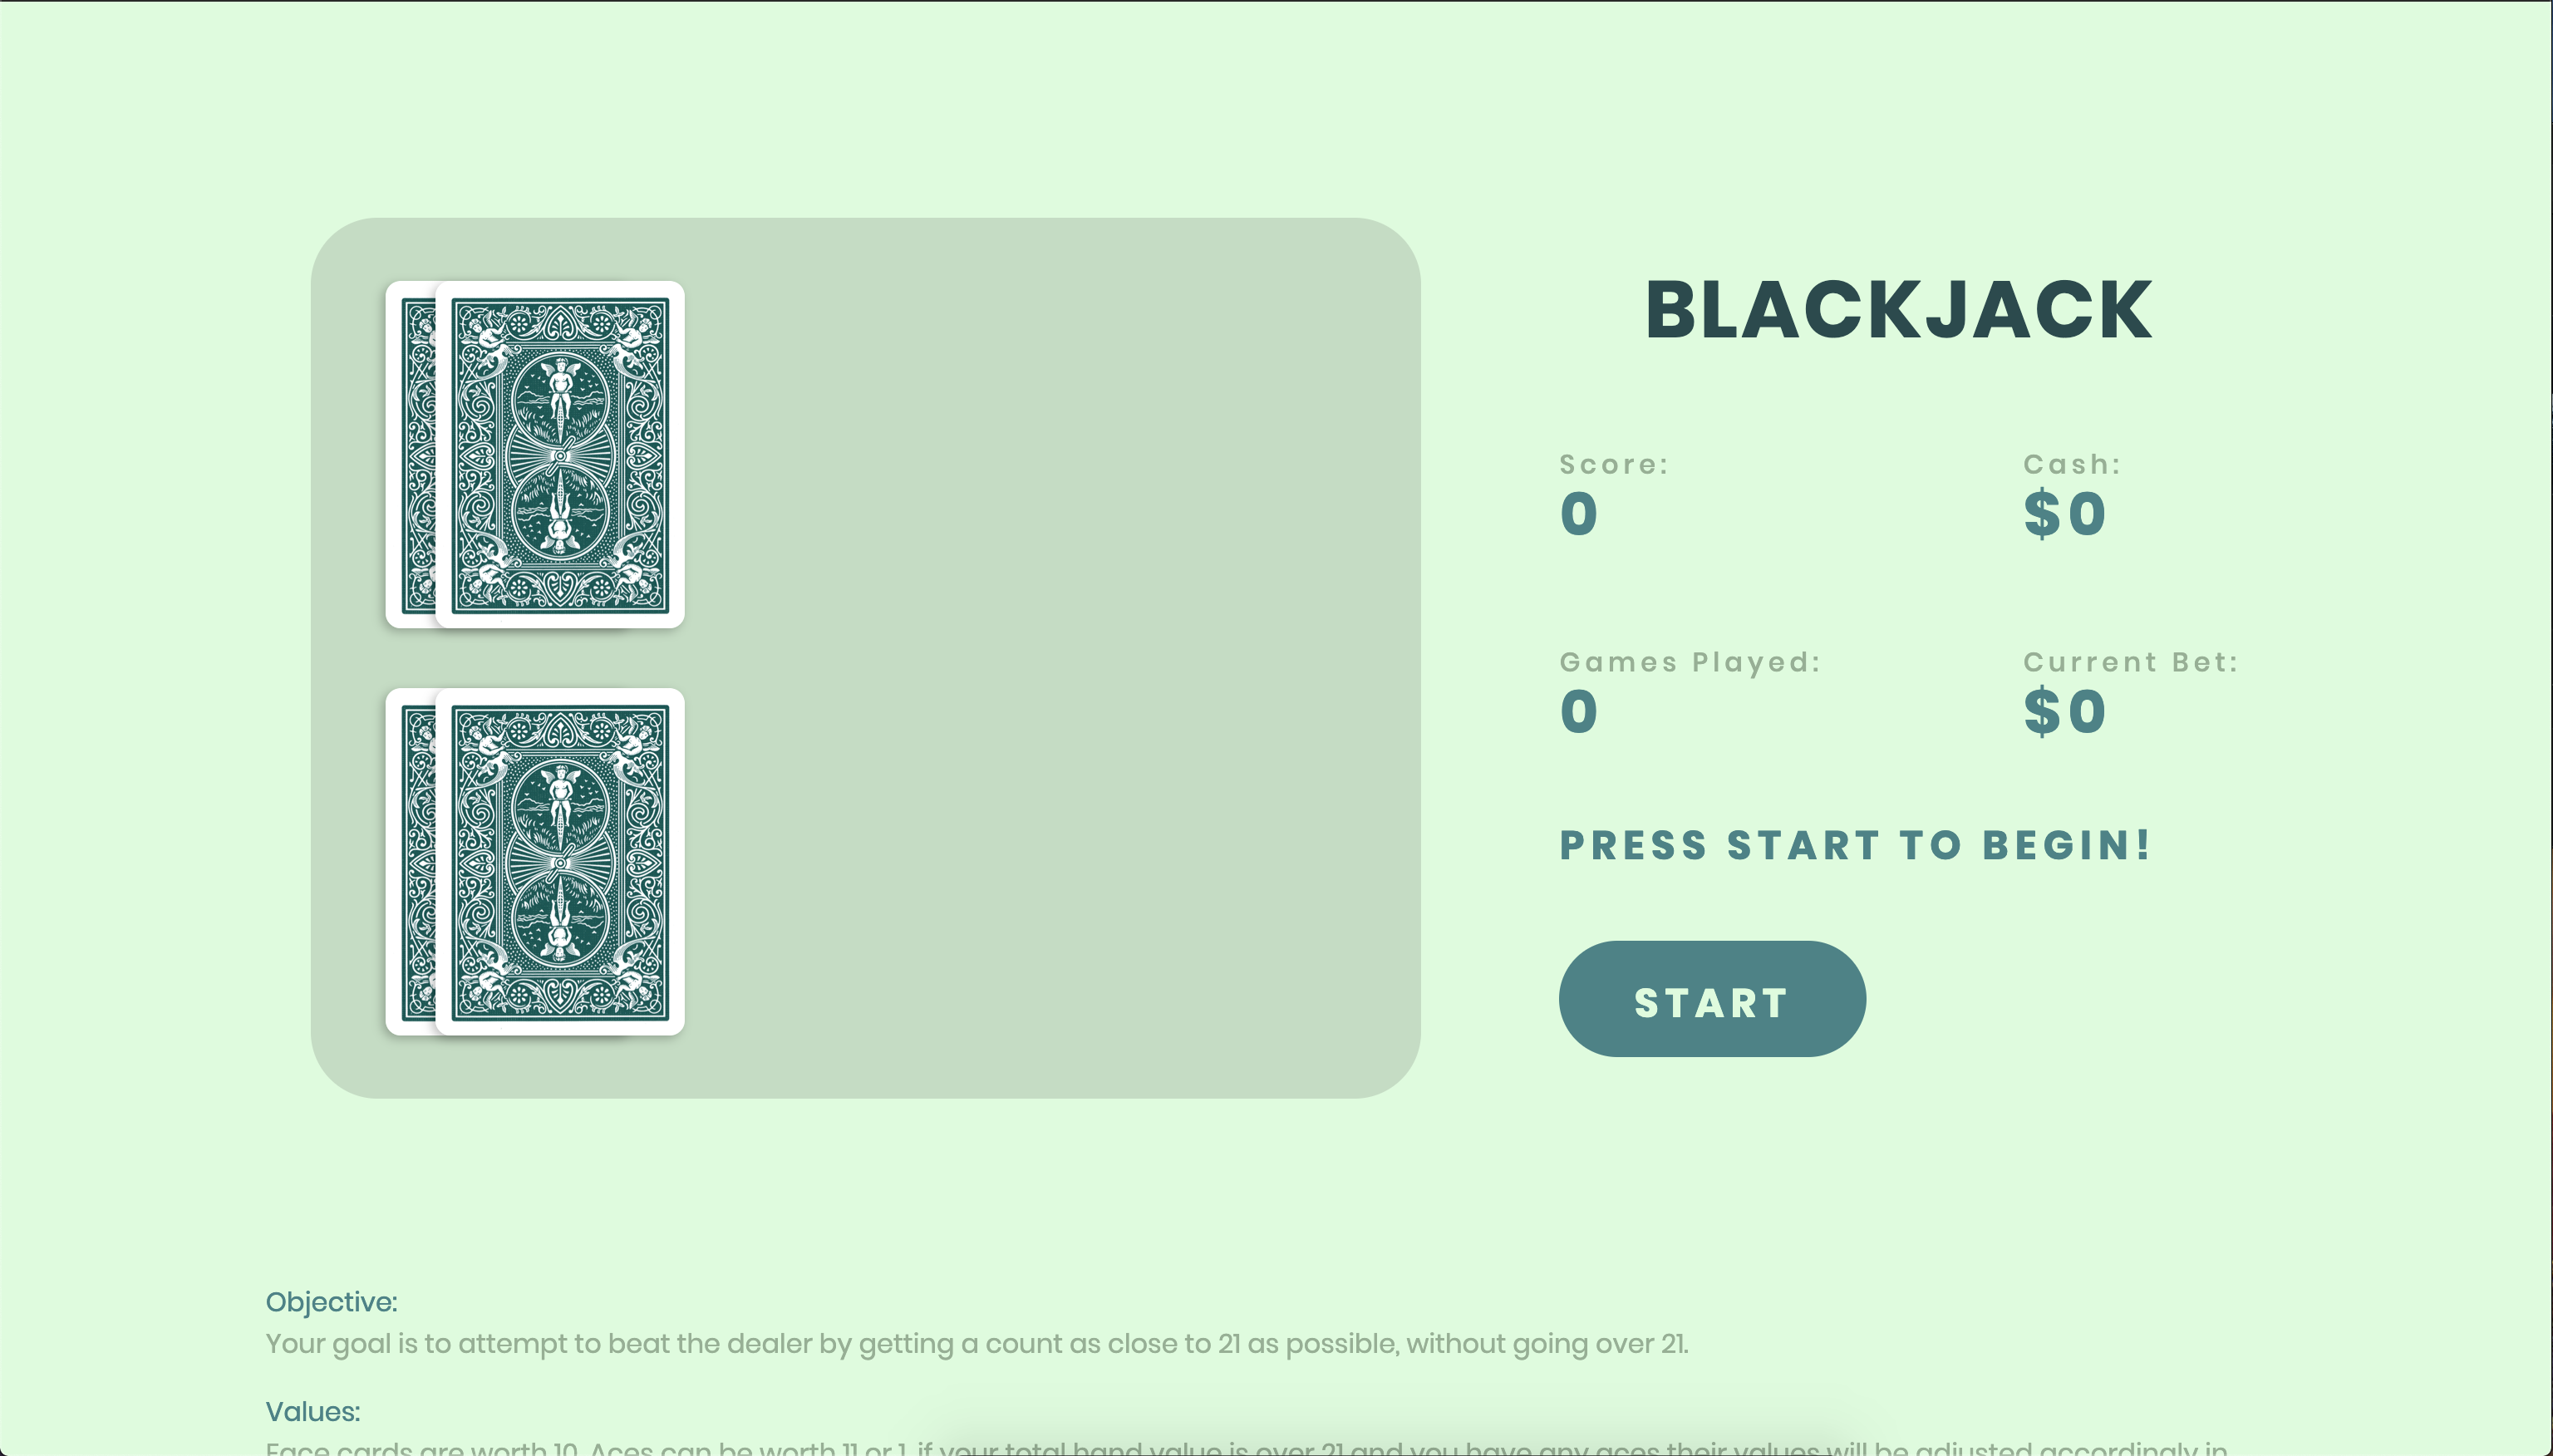 BLACKJACK
Score:
0
Cash:
$0
Games Played:
0
Current Bet:
$0
PRESS START TO BEGIN!
START
Objective:
Your goal is to attempt to beat the dealer by getting a count as close to 21 as possible, without going over 21.
Values:
Face cards are worth 10. Aces can be worth 11 or 1, if your total hand value is over 21 and you have any aces their values will be adjusted accordingly in